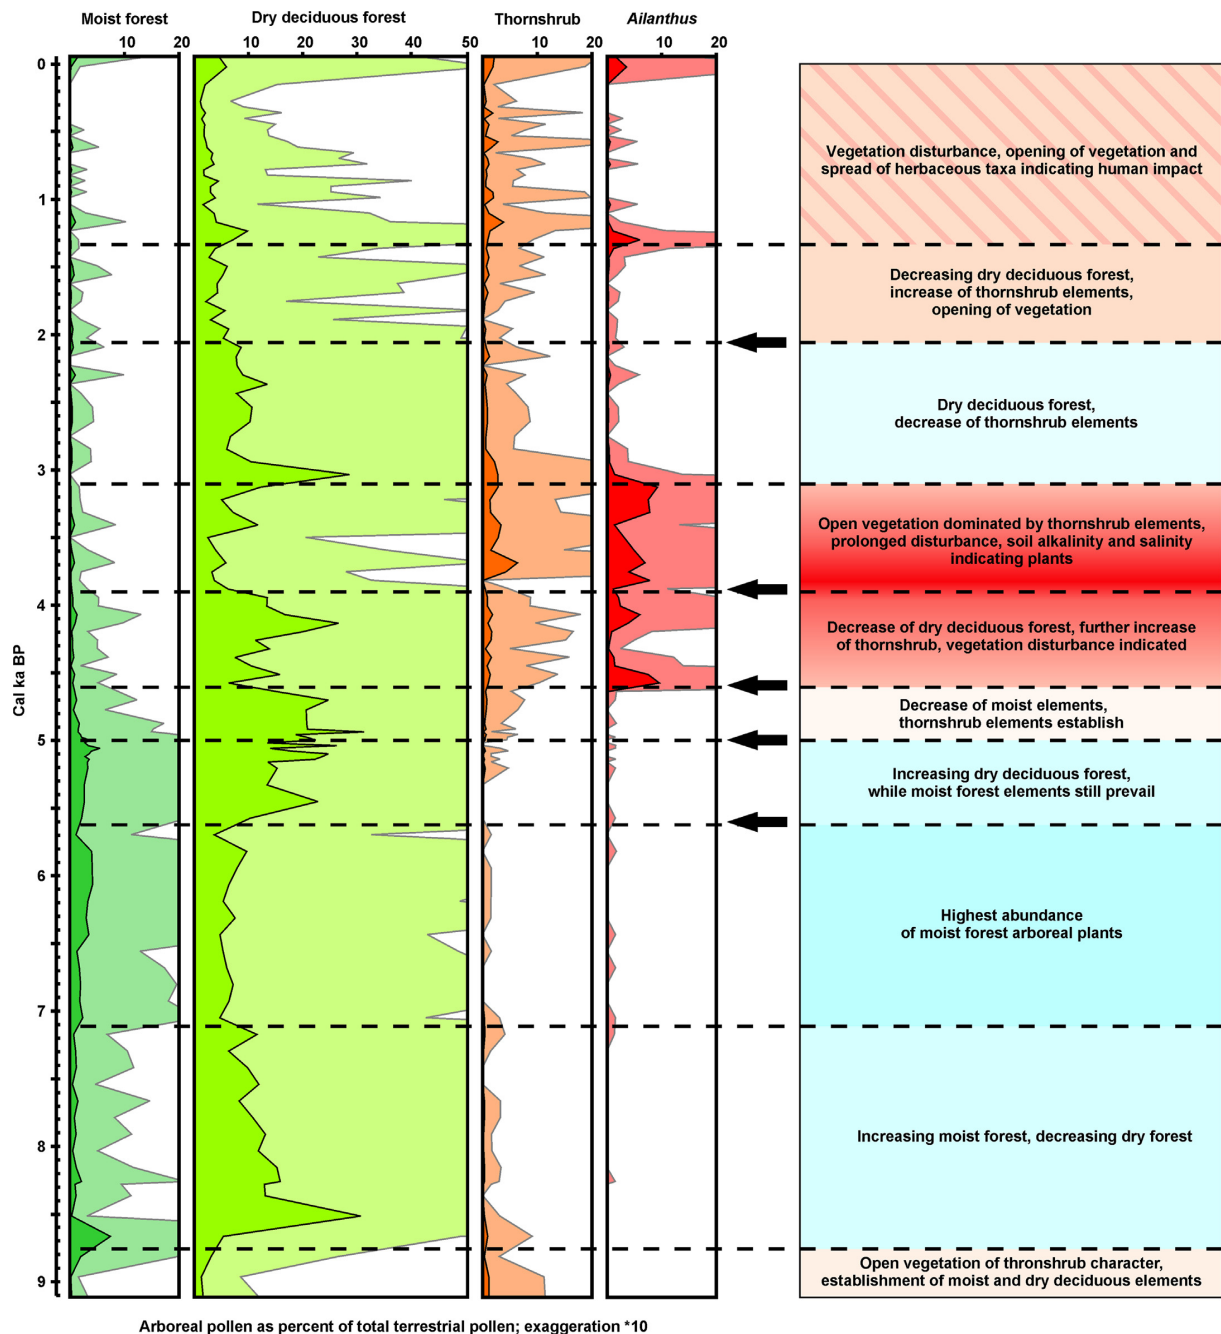 Moist forest
Dry deciduous forest
Thornshrub
Ailanthus
10 20
10 20 30 40 50
10 20
10 20
Cal ka BP
0
1
2
3
4
5
6
7
8
9
Vegetation disturbance, opening of vegetation and
spread of herbaceous taxa indicating human impact
Decreasing dry deciduous forest,
increase of thornshrub elements,
opening of vegetation
Dry deciduous forest,
decrease of thornshrub elements
Open vegetation dominated by thornshrub elements,
prolonged disturbance, soil alkalinity and salinity
indicating plants
Decrease of dry deciduous forest, further increase
of thornshrub, vegetation disturbance indicated
Decrease of moist elements,
thornshrub elements establish
Increasing dry deciduous forest,
while moist forest elements still prevail
Highest abundance
of moist forest arboreal plants
Increasing moist forest, decreasing dry forest
Open vegetation of thronshrub character,
establishment of moist and dry deciduous elements
Arboreal pollen as percent of total terrestrial pollen; exaggeration *10